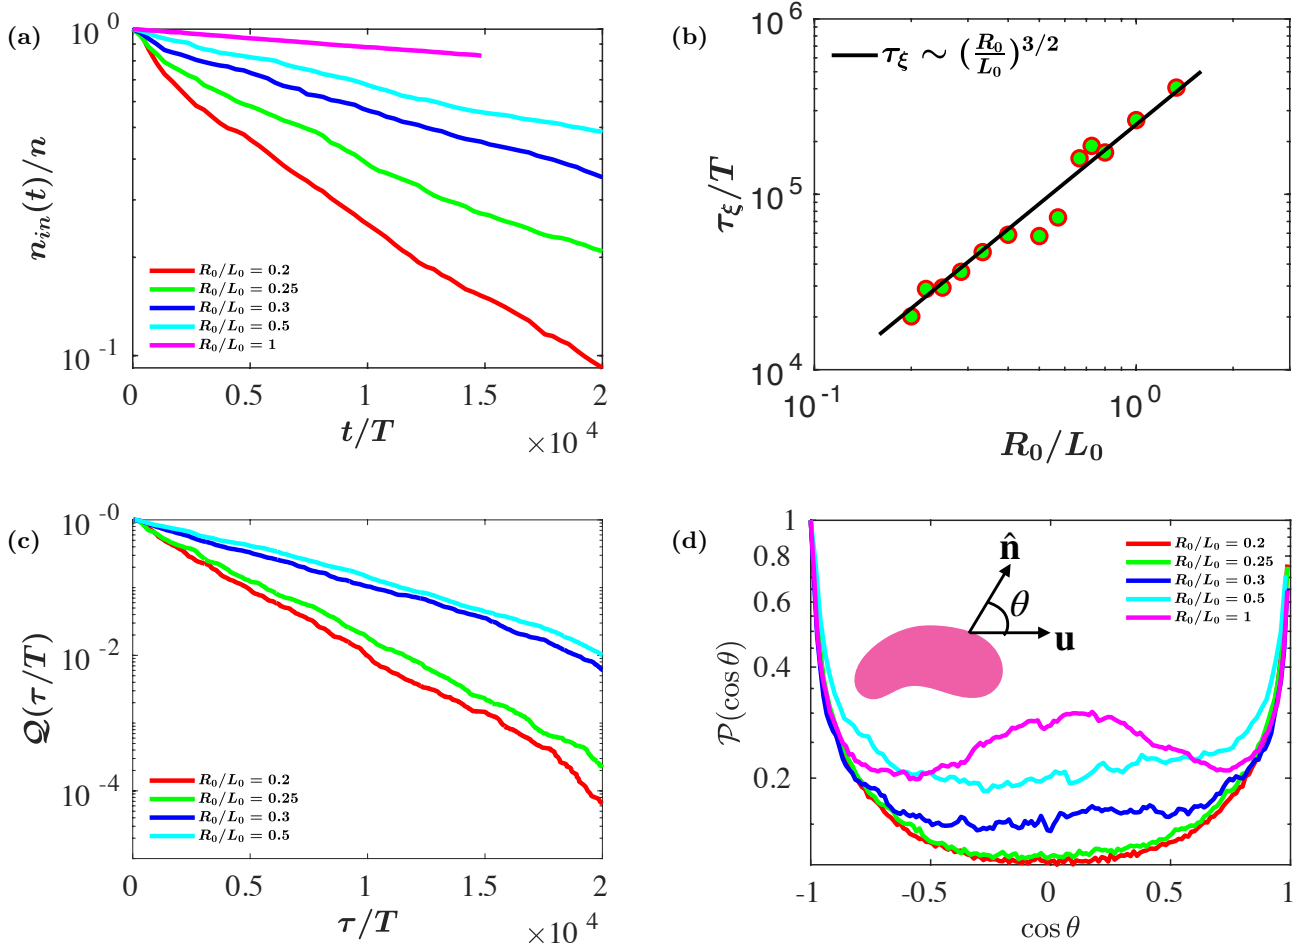 (a)
10^0
10^-1
n_in(t)/n
R_0/L_0 = 0.2
R_0/L_0 = 0.25
R_0/L_0 = 0.3
R_0/L_0 = 0.5
R_0/L_0 = 1
0 0.5 1 1.5 2
t/T
×10^4
(b)
10^6
10^5
10^4
τ_ξ/T
τ_ξ ∼ (R_0/L_0)^3/2
10^-1 10^0
R_0/L_0
(c)
10^-0
10^-2
10^-4
Q(τ/T)
R_0/L_0 = 0.2
R_0/L_0 = 0.25
R_0/L_0 = 0.3
R_0/L_0 = 0.5
0 0.5 1 1.5 2
τ/T
×10^4
(d)
1
0.8
0.6
0.4
0.2
P(cos θ)
n̂
θ
u
R_0/L_0 = 0.2
R_0/L_0 = 0.25
R_0/L_0 = 0.3
R_0/L_0 = 0.5
R_0/L_0 = 1
-1 -0.5 0 0.5 1
cos θ